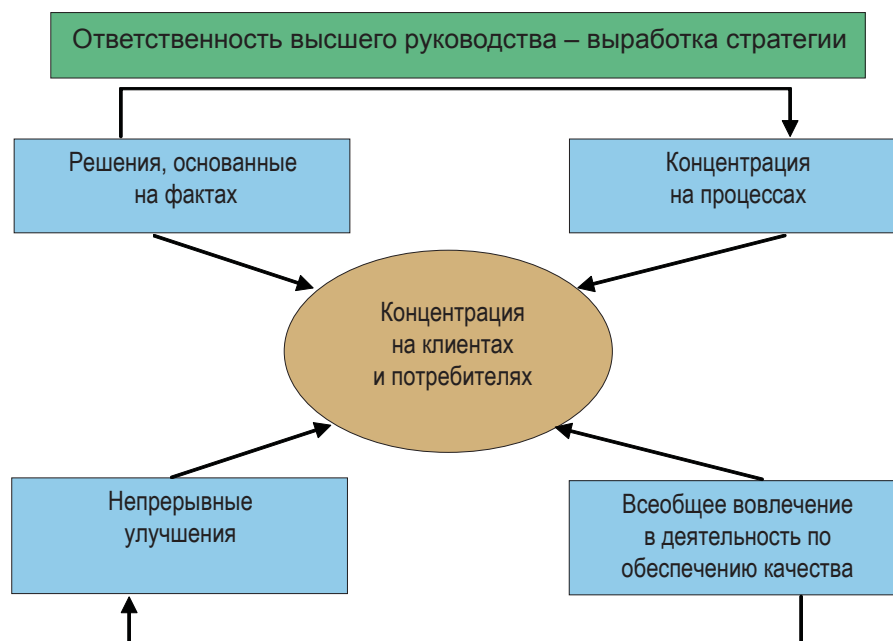 Ответственность высшего руководства – выработка стратегии
Решения, основанные
на фактах
Концентрация
на процессах
Концентрация
на клиентах
и потребителях
Непрерывные
улучшения
Всеобщее вовлечение
в деятельность по
обеспечению качества